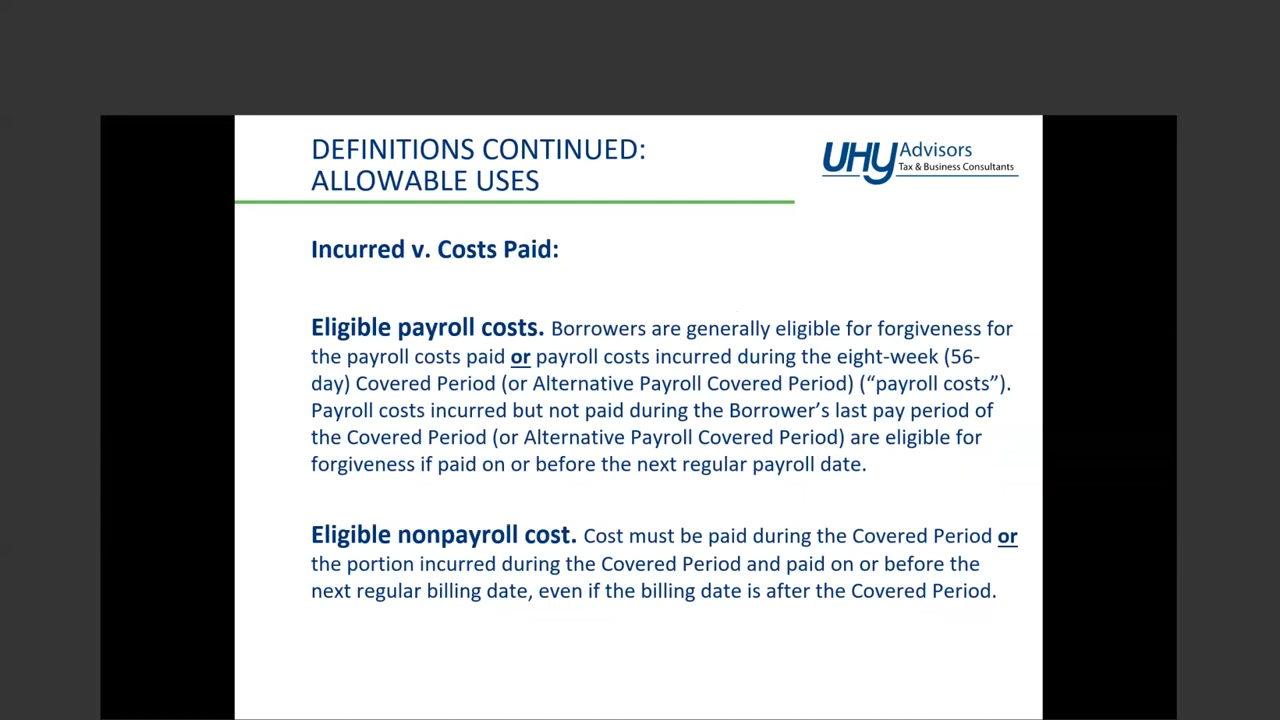 DEFINITIONS CONTINUED:
ALLOWABLE USES
UHY Advisors
Tax & Business Consultants
Incurred v. Costs Paid:
Eligible payroll costs. Borrowers are generally eligible for forgiveness for
the payroll costs paid or payroll costs incurred during the eight-week (56-
day) Covered Period (or Alternative Payroll Covered Period) (“payroll costs”).
Payroll costs incurred but not paid during the Borrower’s last pay period of
the Covered Period (or Alternative Payroll Covered Period) are eligible for
forgiveness if paid on or before the next regular payroll date.
Eligible nonpayroll cost. Cost must be paid during the Covered Period or
the portion incurred during the Covered Period and paid on or before the
next regular billing date, even if the billing date is after the Covered Period.